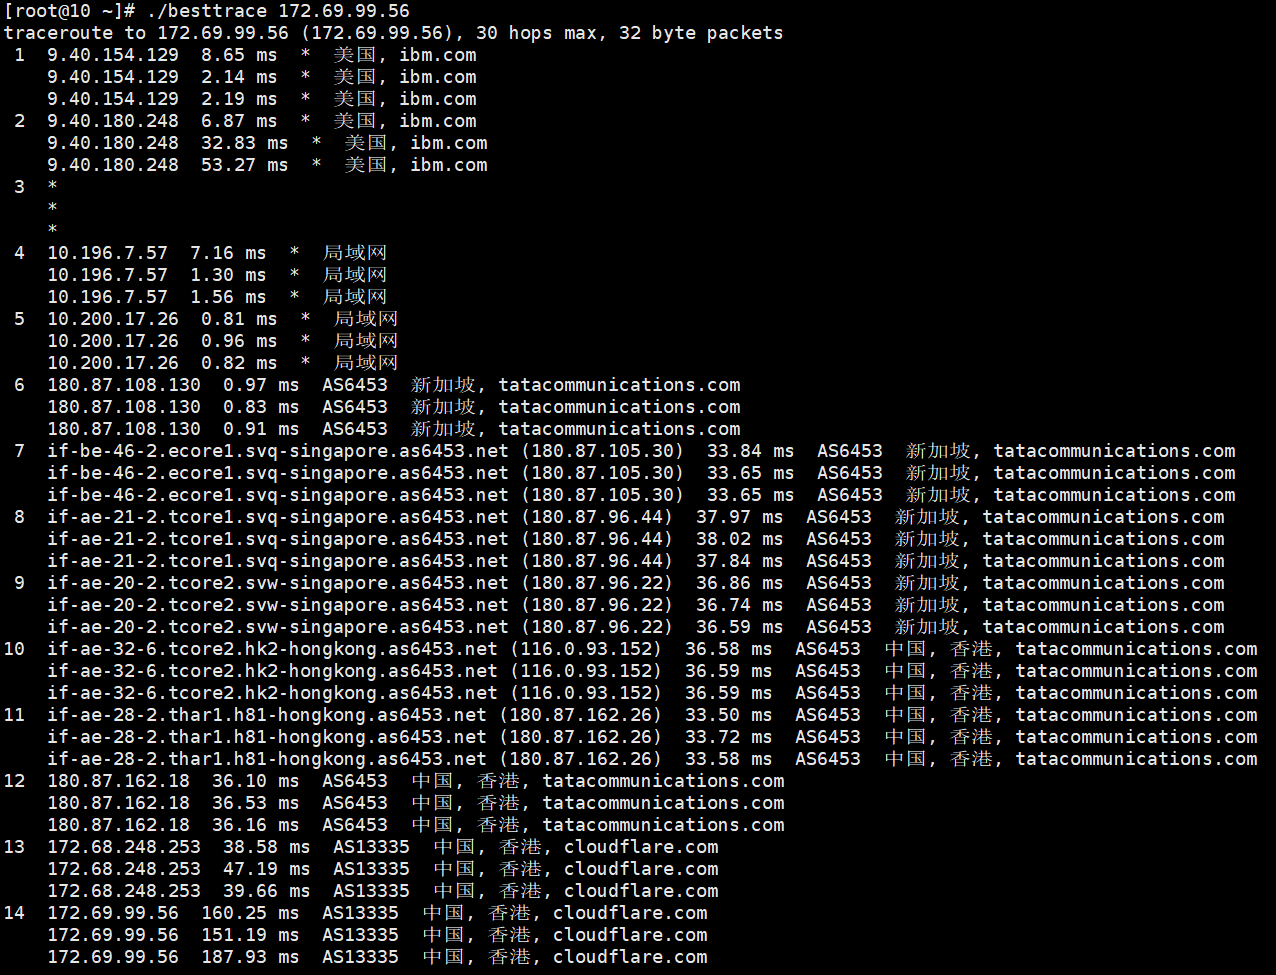 [root@10 ~]# ./besttrace 172.69.99.56
traceroute to 172.69.99.56 (172.69.99.56), 30 hops max, 32 byte packets
1  9.40.154.129  8.65 ms  *  美国, ibm.com
9.40.154.129  2.14 ms  *  美国, ibm.com
9.40.154.129  2.19 ms  *  美国, ibm.com
2  9.40.180.248  6.87 ms  *  美国, ibm.com
9.40.180.248  32.83 ms  *  美国, ibm.com
9.40.180.248  53.27 ms  *  美国, ibm.com
3  *
*
*
4  10.196.7.57  7.16 ms  *  局域网
10.196.7.57  1.30 ms  *  局域网
10.196.7.57  1.56 ms  *  局域网
5  10.200.17.26  0.81 ms  *  局域网
10.200.17.26  0.96 ms  *  局域网
10.200.17.26  0.82 ms  *  局域网
6  180.87.108.130  0.97 ms  AS6453  新加坡, tatacommunications.com
180.87.108.130  0.83 ms  AS6453  新加坡, tatacommunications.com
180.87.108.130  0.91 ms  AS6453  新加坡, tatacommunications.com
7  if-be-46-2.ecore1.svq-singapore.as6453.net (180.87.105.30)  33.84 ms  AS6453  新加坡, tatacommunications.com
if-be-46-2.ecore1.svq-singapore.as6453.net (180.87.105.30)  33.65 ms  AS6453  新加坡, tatacommunications.com
if-be-46-2.ecore1.svq-singapore.as6453.net (180.87.105.30)  33.65 ms  AS6453  新加坡, tatacommunications.com
8  if-ae-21-2.tcore1.svq-singapore.as6453.net (180.87.96.44)  37.97 ms  AS6453  新加坡, tatacommunications.com
if-ae-21-2.tcore1.svq-singapore.as6453.net (180.87.96.44)  38.02 ms  AS6453  新加坡, tatacommunications.com
if-ae-21-2.tcore1.svq-singapore.as6453.net (180.87.96.44)  37.84 ms  AS6453  新加坡, tatacommunications.com
9  if-ae-20-2.tcore2.svw-singapore.as6453.net (180.87.96.22)  36.86 ms  AS6453  新加坡, tatacommunications.com
if-ae-20-2.tcore2.svw-singapore.as6453.net (180.87.96.22)  36.74 ms  AS6453  新加坡, tatacommunications.com
if-ae-20-2.tcore2.svw-singapore.as6453.net (180.87.96.22)  36.59 ms  AS6453  新加坡, tatacommunications.com
10  if-ae-32-6.tcore2.hk2-hongkong.as6453.net (116.0.93.152)  36.58 ms  AS6453  中国, 香港, tatacommunications.com
if-ae-32-6.tcore2.hk2-hongkong.as6453.net (116.0.93.152)  36.59 ms  AS6453  中国, 香港, tatacommunications.com
if-ae-32-6.tcore2.hk2-hongkong.as6453.net (116.0.93.152)  36.59 ms  AS6453  中国, 香港, tatacommunications.com
11  if-ae-28-2.thar1.h81-hongkong.as6453.net (180.87.162.26)  33.50 ms  AS6453  中国, 香港, tatacommunications.com
if-ae-28-2.thar1.h81-hongkong.as6453.net (180.87.162.26)  33.72 ms  AS6453  中国, 香港, tatacommunications.com
if-ae-28-2.thar1.h81-hongkong.as6453.net (180.87.162.26)  33.58 ms  AS6453  中国, 香港, tatacommunications.com
12  180.87.162.18  36.10 ms  AS6453  中国, 香港, tatacommunications.com
180.87.162.18  36.53 ms  AS6453  中国, 香港, tatacommunications.com
180.87.162.18  36.16 ms  AS6453  中国, 香港, tatacommunications.com
13  172.68.248.253  38.58 ms  AS13335  中国, 香港, cloudflare.com
172.68.248.253  47.19 ms  AS13335  中国, 香港, cloudflare.com
172.68.248.253  39.66 ms  AS13335  中国, 香港, cloudflare.com
14  172.69.99.56  160.25 ms  AS13335  中国, 香港, cloudflare.com
172.69.99.56  151.19 ms  AS13335  中国, 香港, cloudflare.com
172.69.99.56  187.93 ms  AS13335  中国, 香港, cloudflare.com